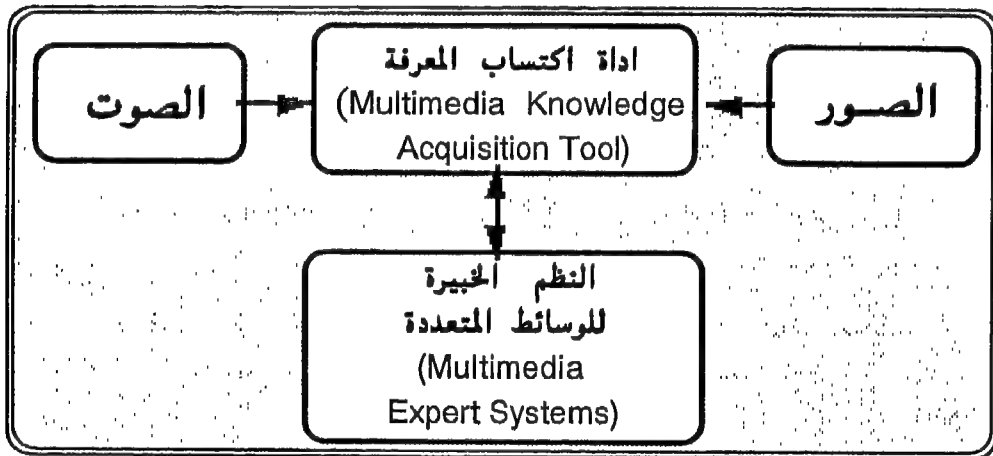 اداة اكتساب المعرفة
(Multimedia Knowledge
Acquisition Tool)
الصور
الصوت
النظم الخبيرة
للوسائط المتعددة
(Multimedia
Expert Systems)